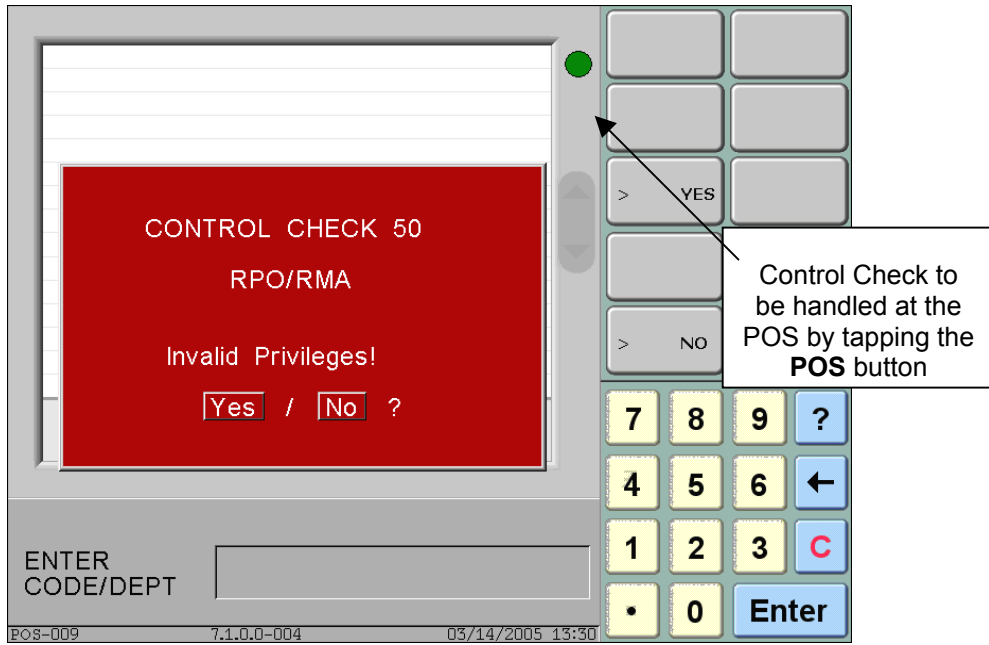 CONTROL CHECK 50
RPO/RMA
Invalid Privileges!
Yes / No ?
> YES
> NO
Control Check to
be handled at the
POS by tapping the
POS button
7 8 9 ?
4 5 6 ←
1 2 3 C
• 0 Enter
ENTER
CODE/DEPT
POS-009 7.1.0.0-004 03/14/2005 13:30